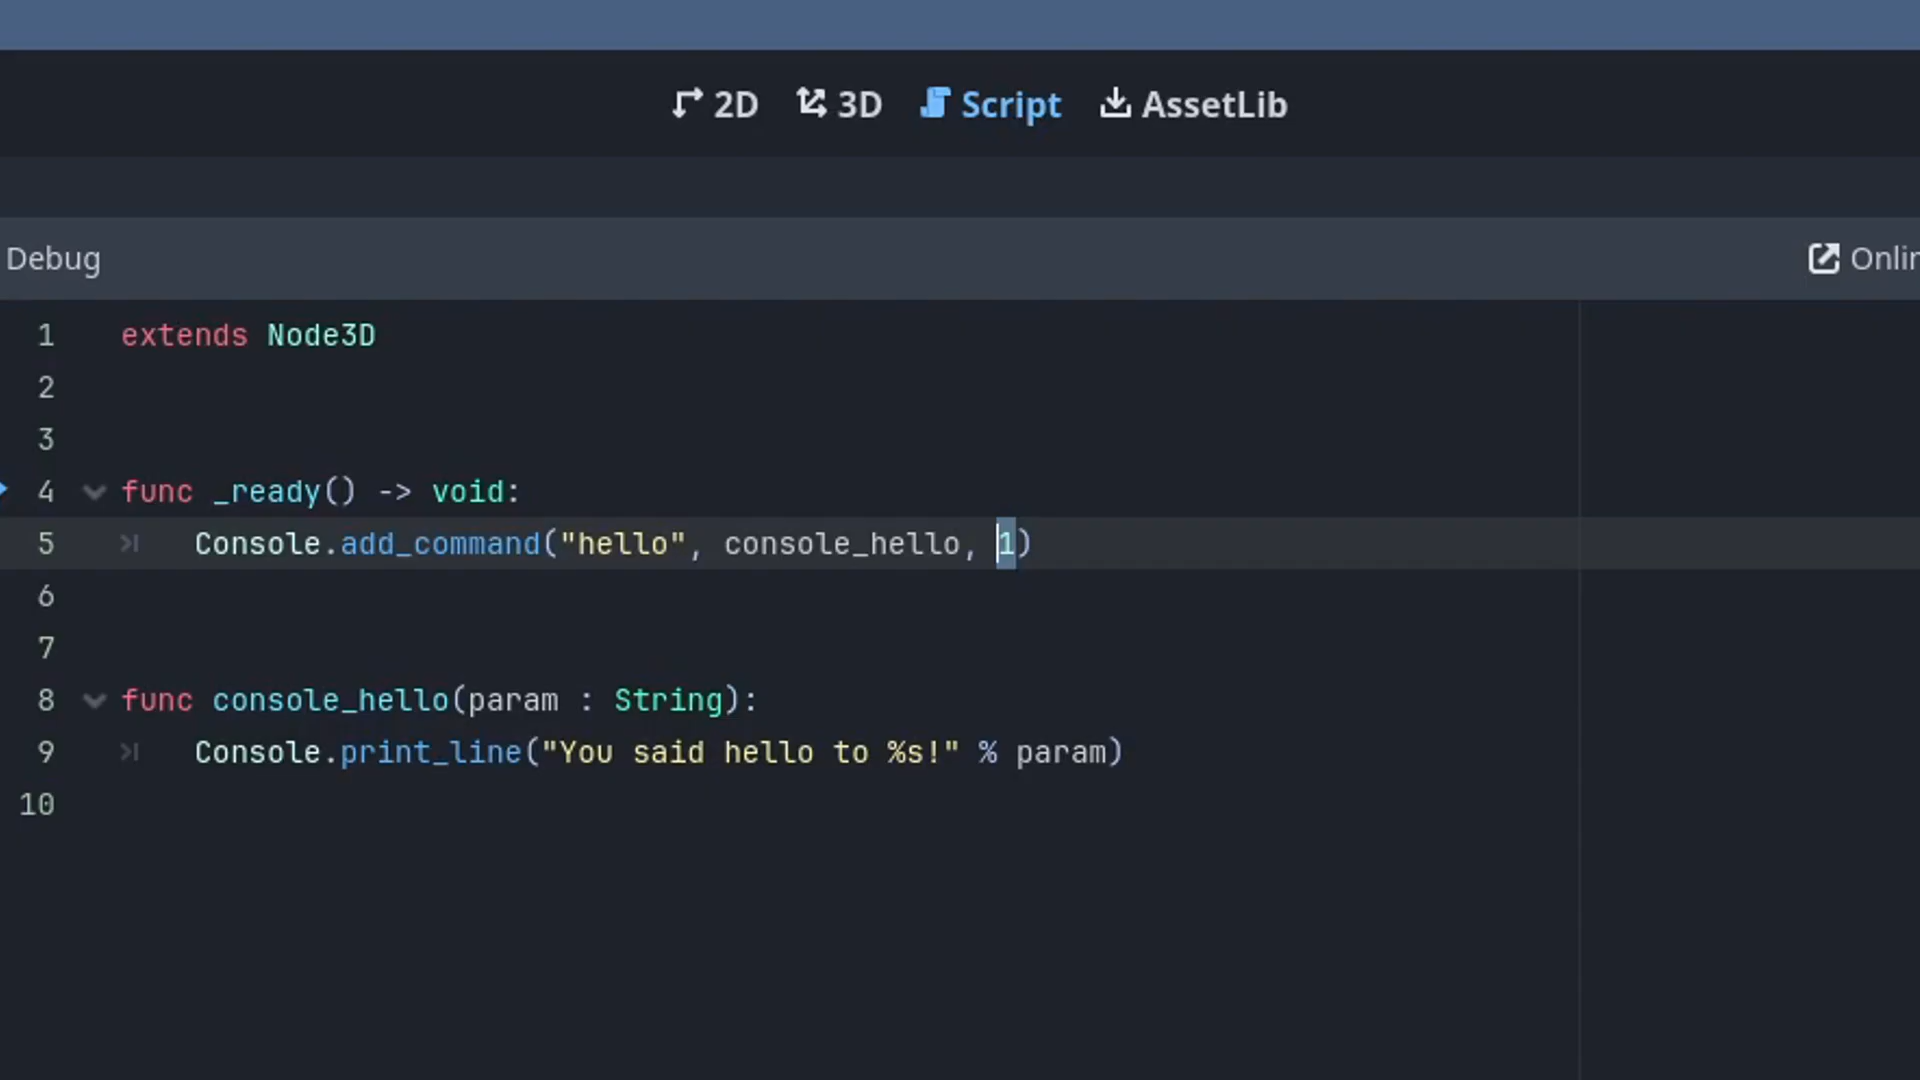 2D 3D Script AssetLib
Debug Onlin
1 extends Node3D
2
3
4 func _ready() -> void:
5 Console.add_command("hello", console_hello, 1)
6
7
8 func console_hello(param : String):
9 Console.print_line("You said hello to %s!" % param)
10